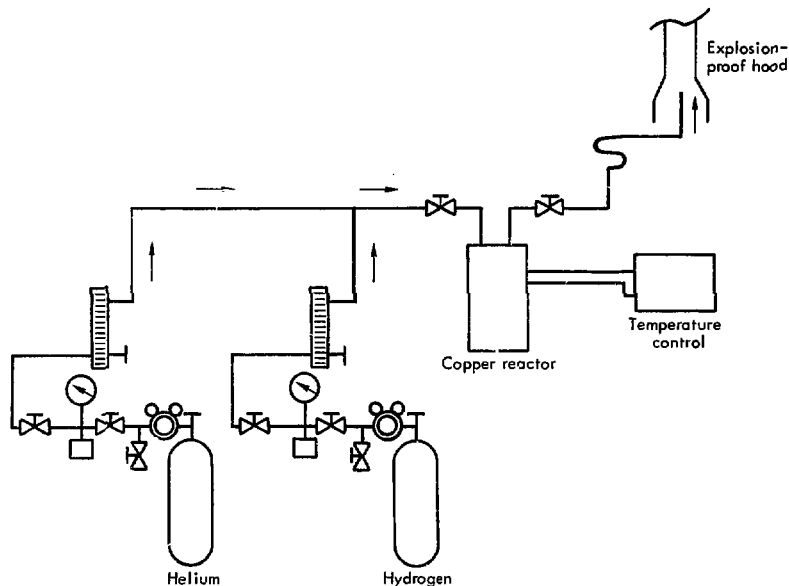 Explosion-
proof hood
Temperature
control
Copper reactor
Helium
Hydrogen